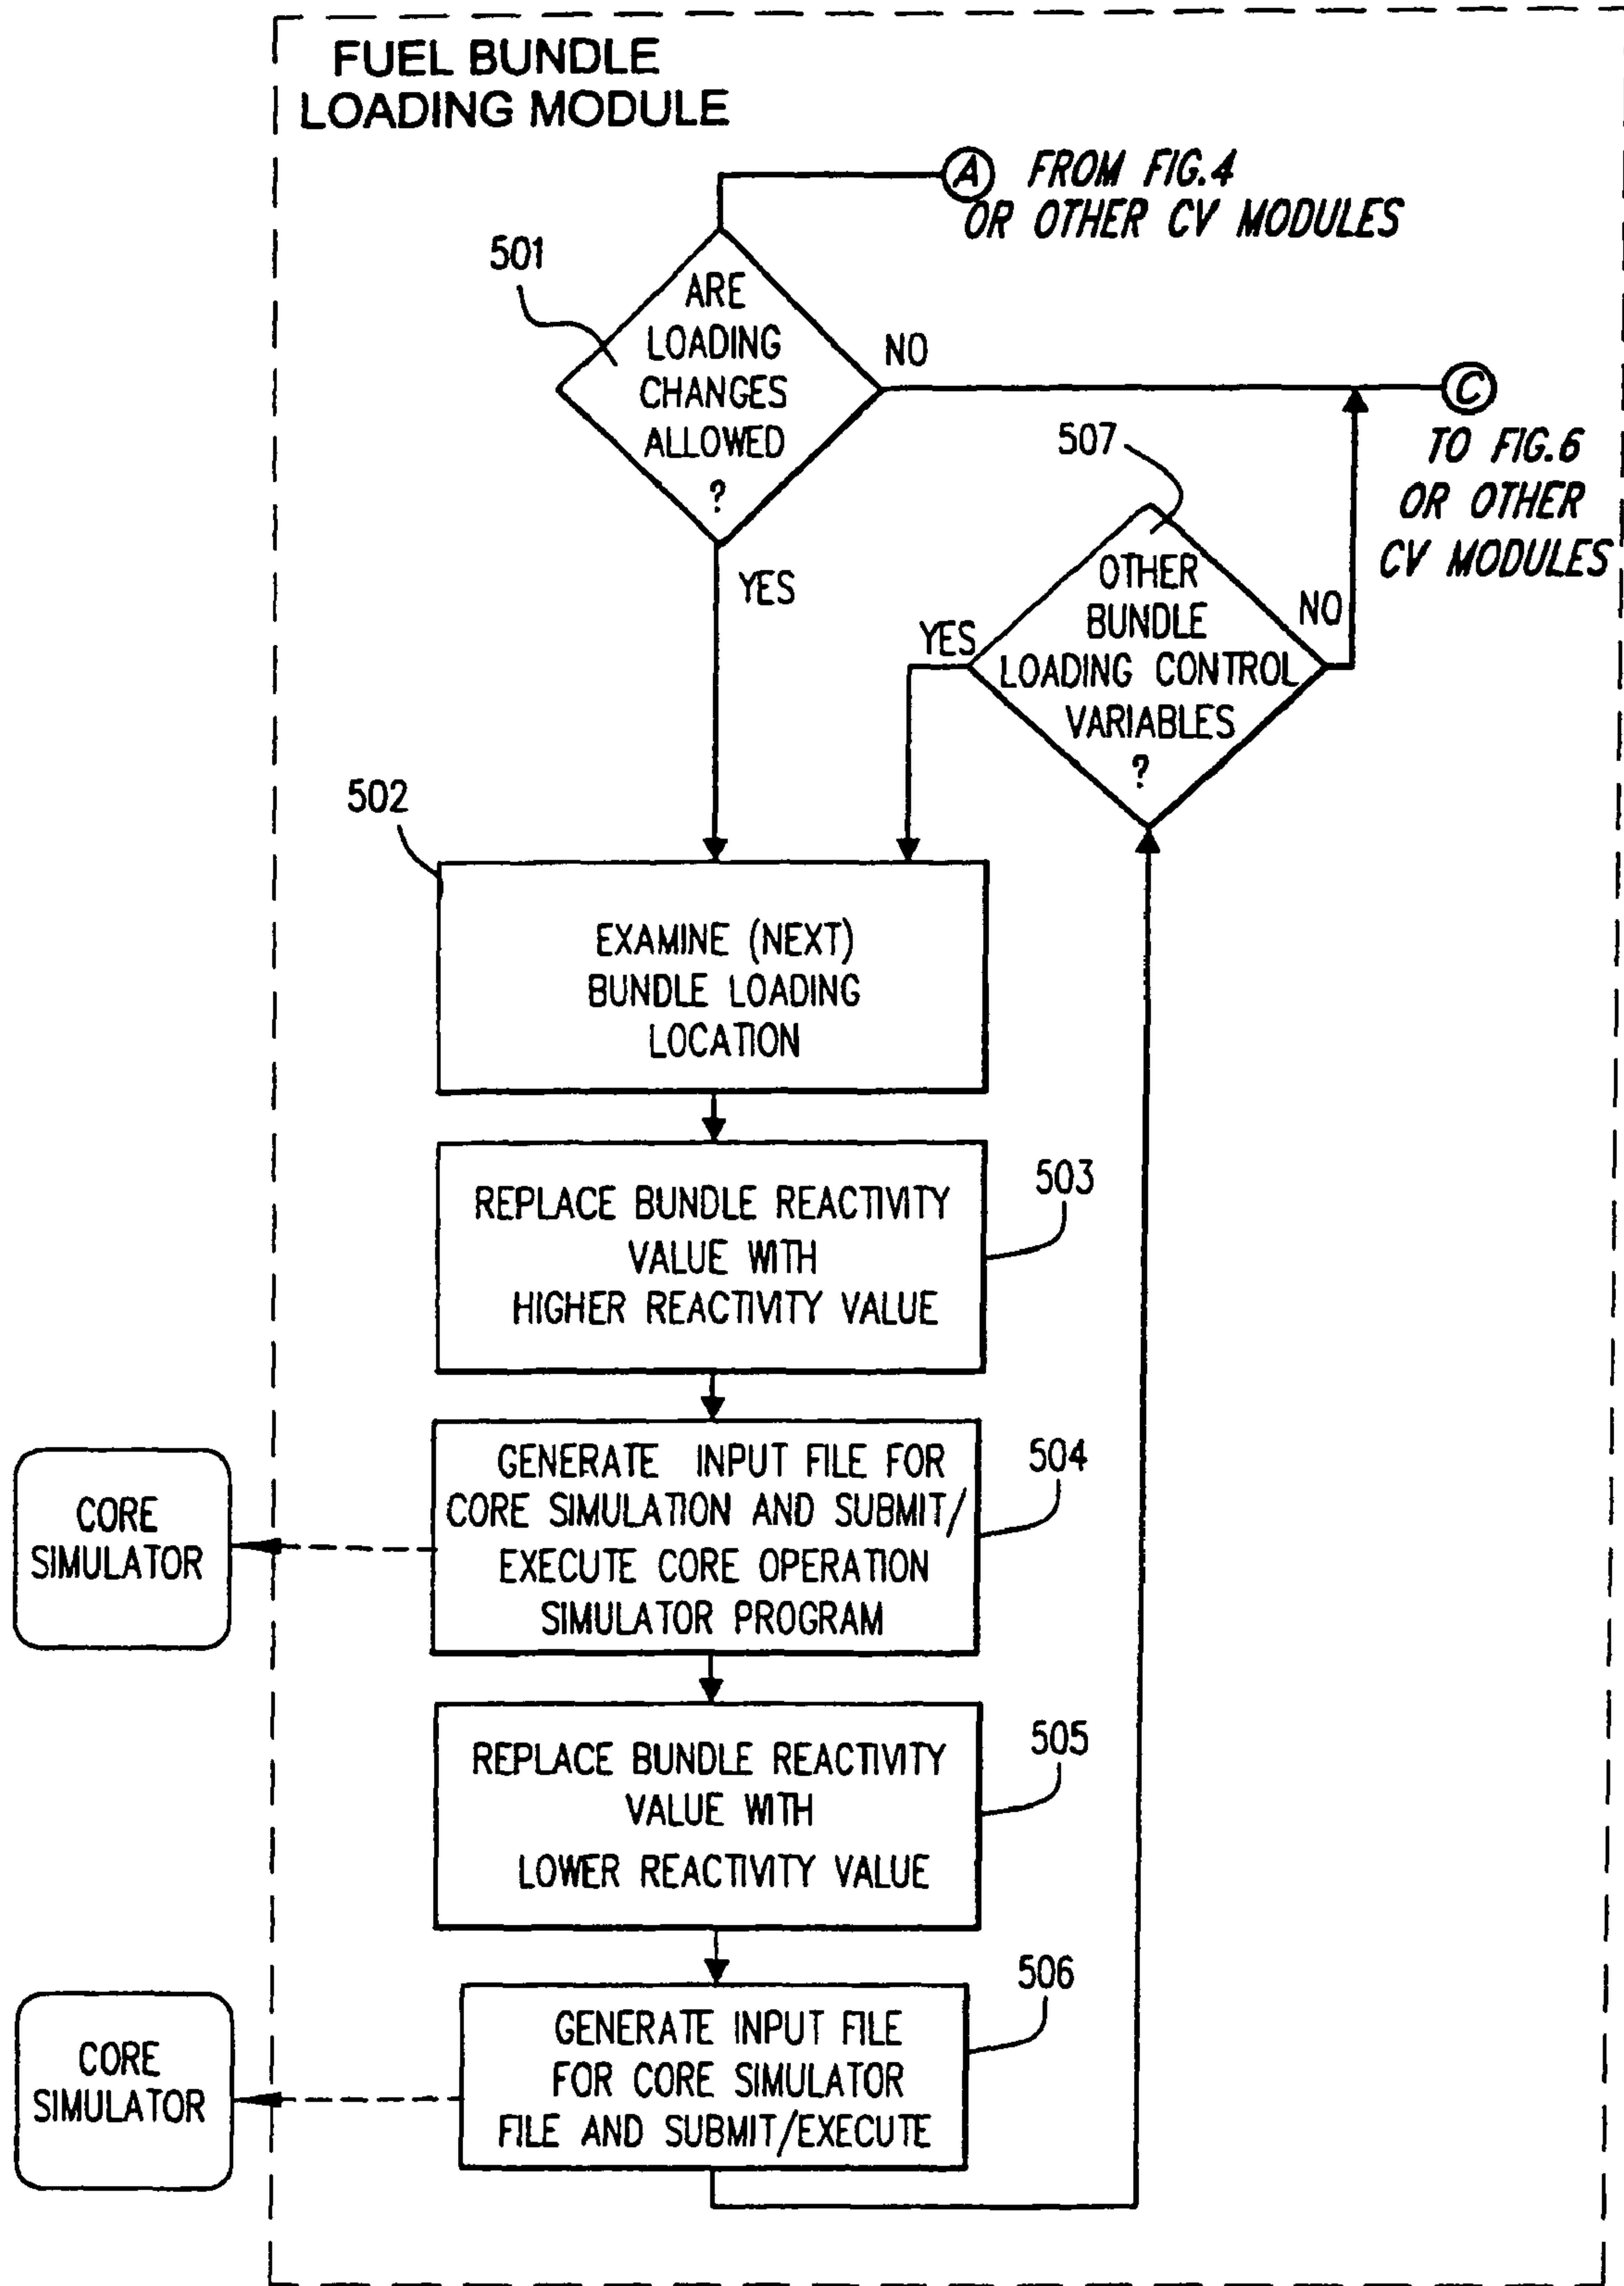 FUEL BUNDLE
LOADING MODULE
A FROM FIG.4
OR OTHER CV MODULES
501
ARE
LOADING
CHANGES
ALLOWED
?
NO
C
TO FIG.6
OR OTHER
CV MODULES
YES
507
OTHER
BUNDLE
LOADING CONTROL
VARIABLES
?
YES
NO
502
EXAMINE (NEXT)
BUNDLE LOADING
LOCATION
503
REPLACE BUNDLE REACTIVITY
VALUE WITH
HIGHER REACTIVITY VALUE
504
GENERATE INPUT FILE FOR
CORE SIMULATION AND SUBMIT/
EXECUTE CORE OPERATION
SIMULATOR PROGRAM
CORE
SIMULATOR
505
REPLACE BUNDLE REACTIVITY
VALUE WITH
LOWER REACTIVITY VALUE
506
GENERATE INPUT FILE
FOR CORE SIMULATOR
FILE AND SUBMIT/EXECUTE
CORE
SIMULATOR